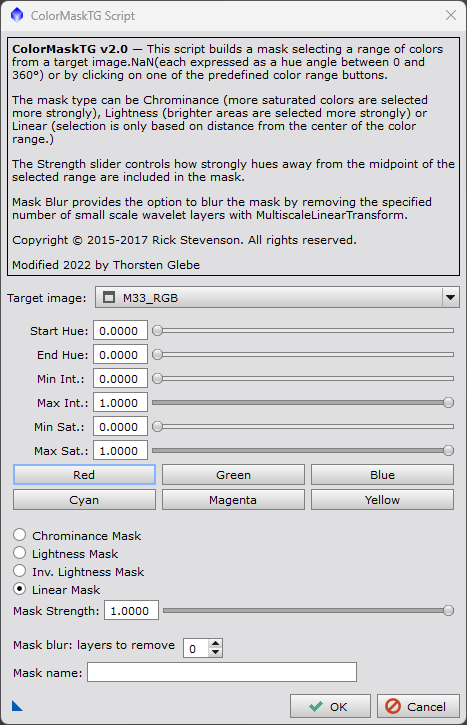 ColorMaskTG Script
ColorMaskTG v2.0 — This script builds a mask selecting a range of colors
from a target image.NaN(each expressed as a hue angle between 0 and
360°) or by clicking on one of the predefined color range buttons.
The mask type can be Chrominance (more saturated colors are selected
more strongly), Lightness (brighter areas are selected more strongly) or
Linear (selection is only based on distance from the center of the color
range.)
The Strength slider controls how strongly hues away from the midpoint of the
selected range are included in the mask.
Mask Blur provides the option to blur the mask by removing the specified
number of small scale wavelet layers with MultiscaleLinearTransform.
Copyright © 2015-2017 Rick Stevenson. All rights reserved.
Modified 2022 by Thorsten Glebe
Target image: M33_RGB
Start Hue: 0.0000
End Hue: 0.0000
Min Int.: 0.0000
Max Int.: 1.0000
Min Sat.: 0.0000
Max Sat.: 1.0000
Red Green Blue
Cyan Magenta Yellow
Chrominance Mask
Lightness Mask
Inv. Lightness Mask
Linear Mask
Mask Strength: 1.0000
Mask blur: layers to remove 0
Mask name:
OK Cancel